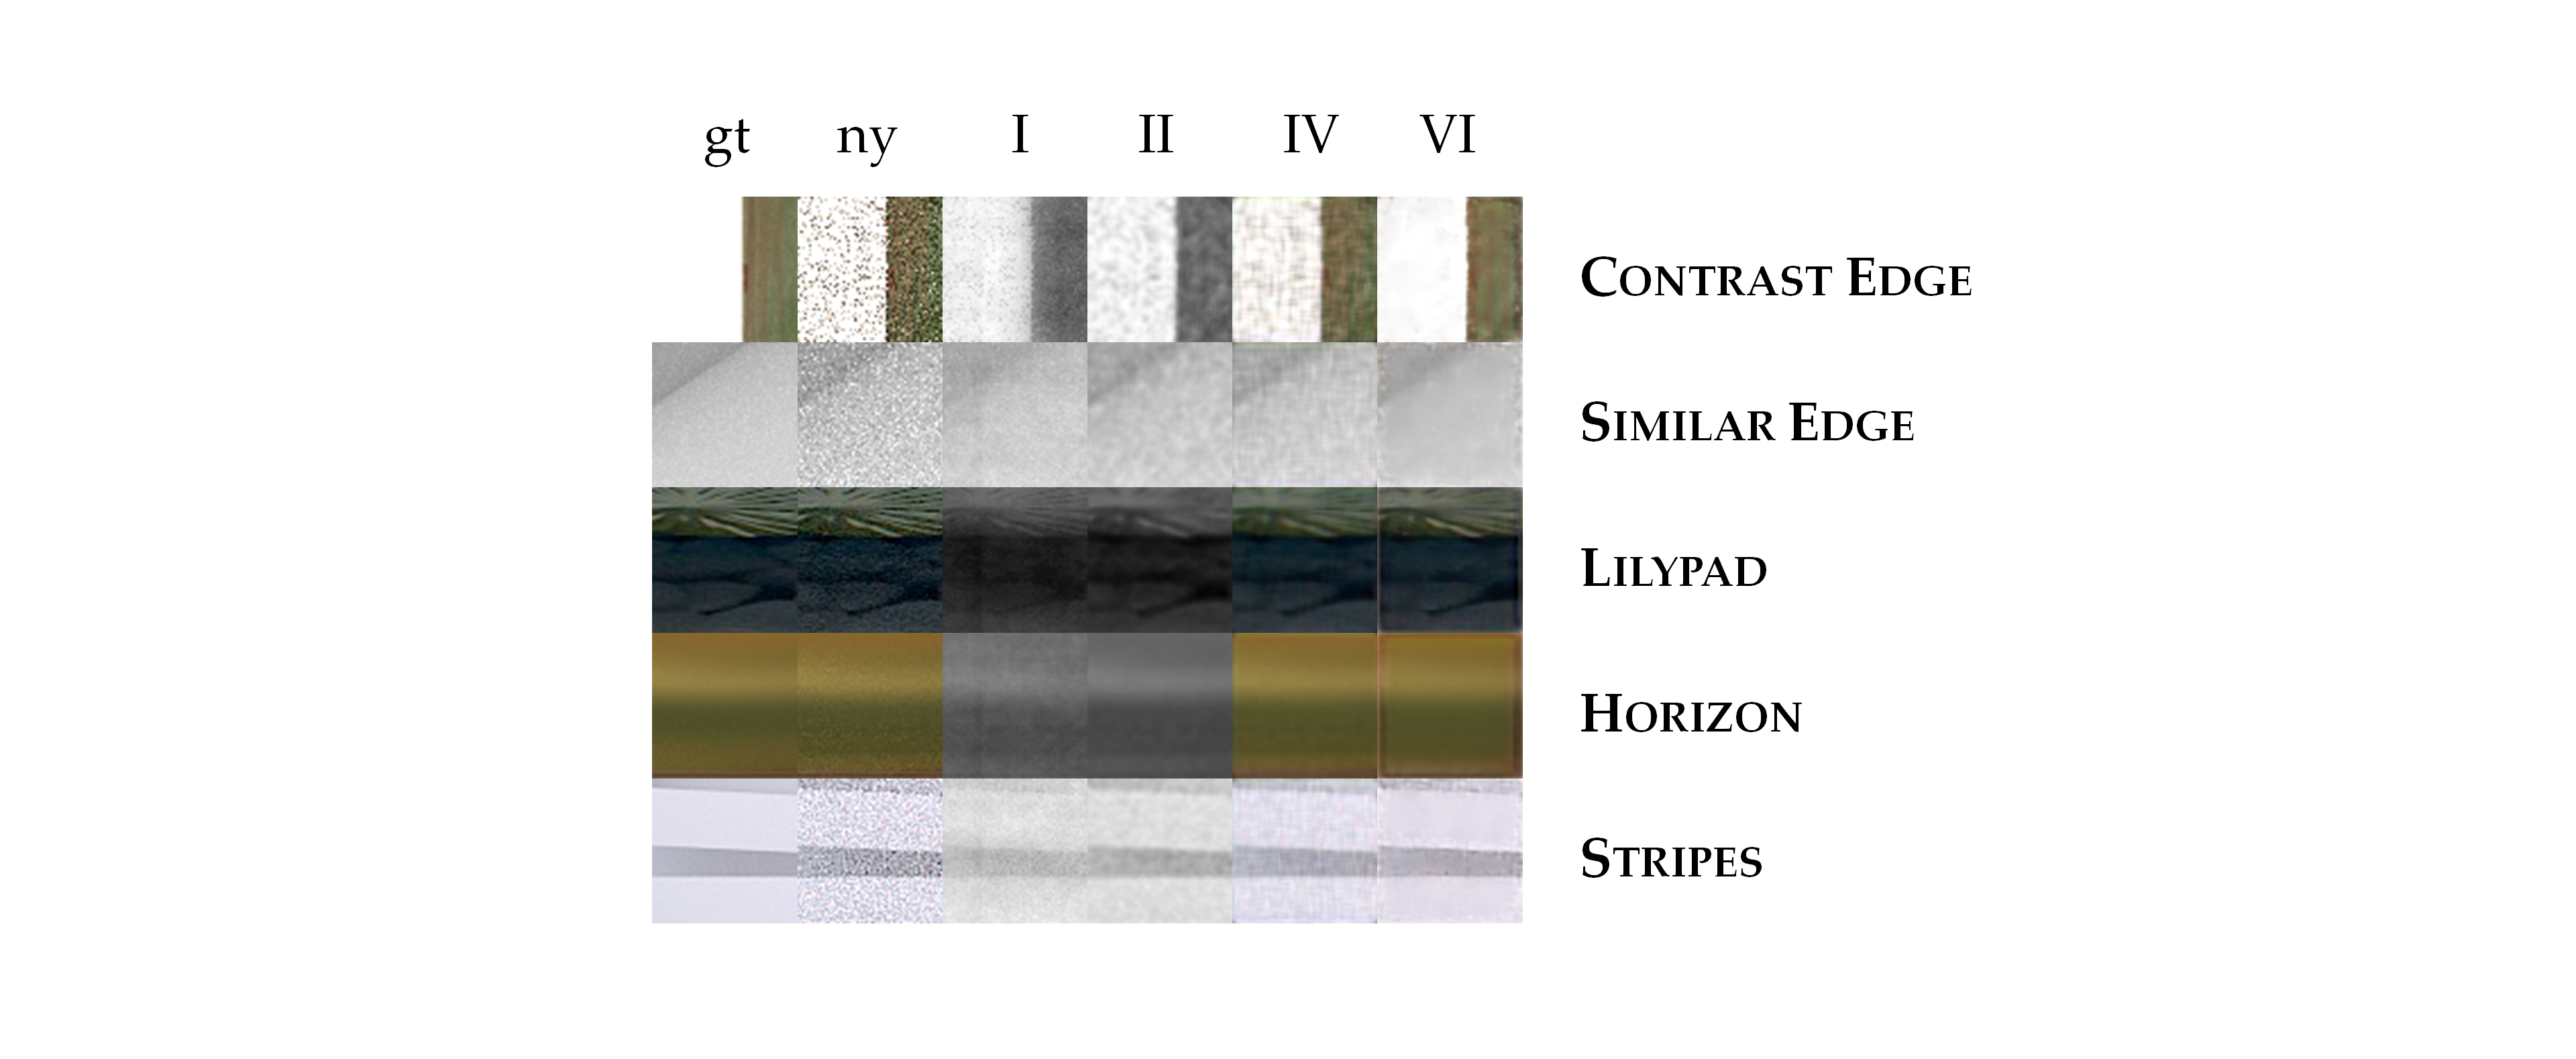 gt ny I II IV VI
CONTRAST EDGE
SIMILAR EDGE
LILYPAD
HORIZON
STRIPES